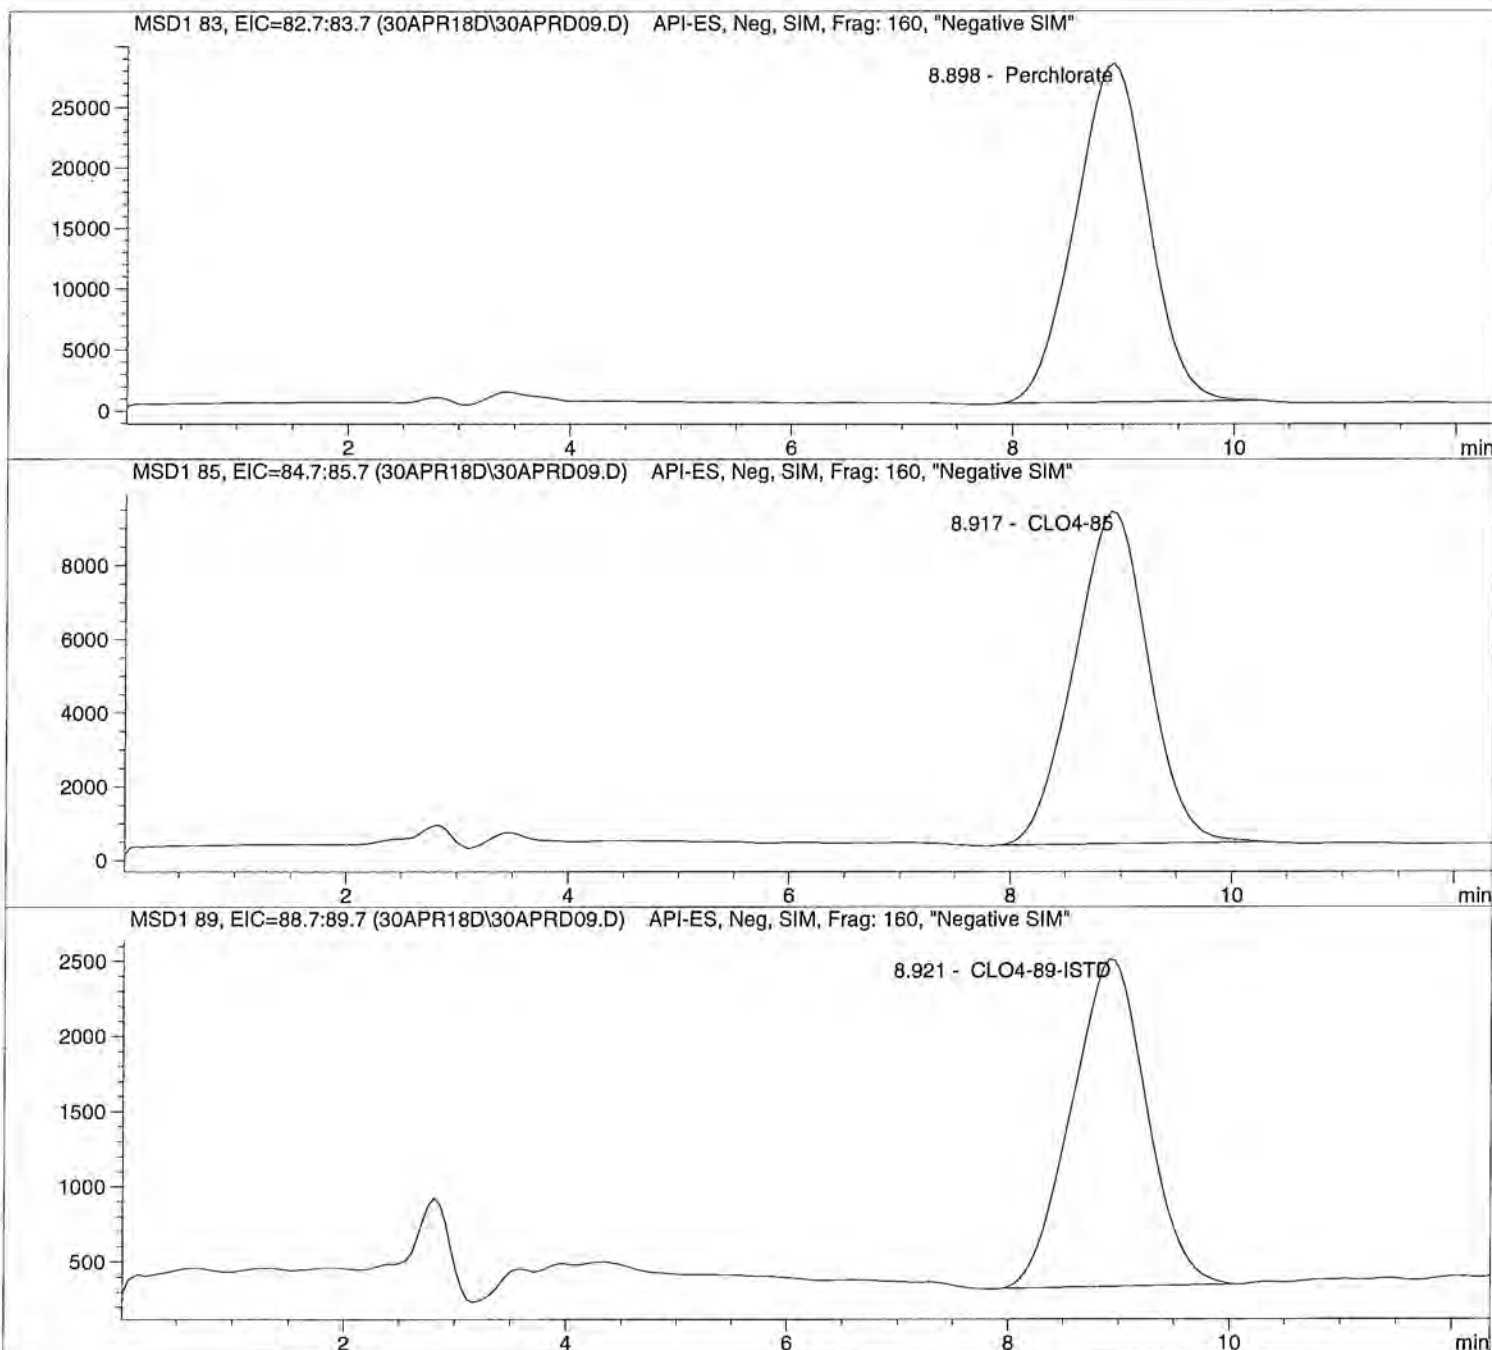 MSD1 83, EIC=82.7:83.7 (30APR18D\30APRD09.D) API-ES, Neg, SIM, Frag: 160, "Negative SIM"
8.898 - Perchlorate
25000
20000
15000
10000
5000
0
2 4 6 8 10 min
MSD1 85, EIC=84.7:85.7 (30APR18D\30APRD09.D) API-ES, Neg, SIM, Frag: 160, "Negative SIM"
8.917 - CLO4-85
8000
6000
4000
2000
0
2 4 6 8 10 min
MSD1 89, EIC=88.7:89.7 (30APR18D\30APRD09.D) API-ES, Neg, SIM, Frag: 160, "Negative SIM"
8.921 - CLO4-89-ISTD
2500
2000
1500
1000
500
2 4 6 8 10 min